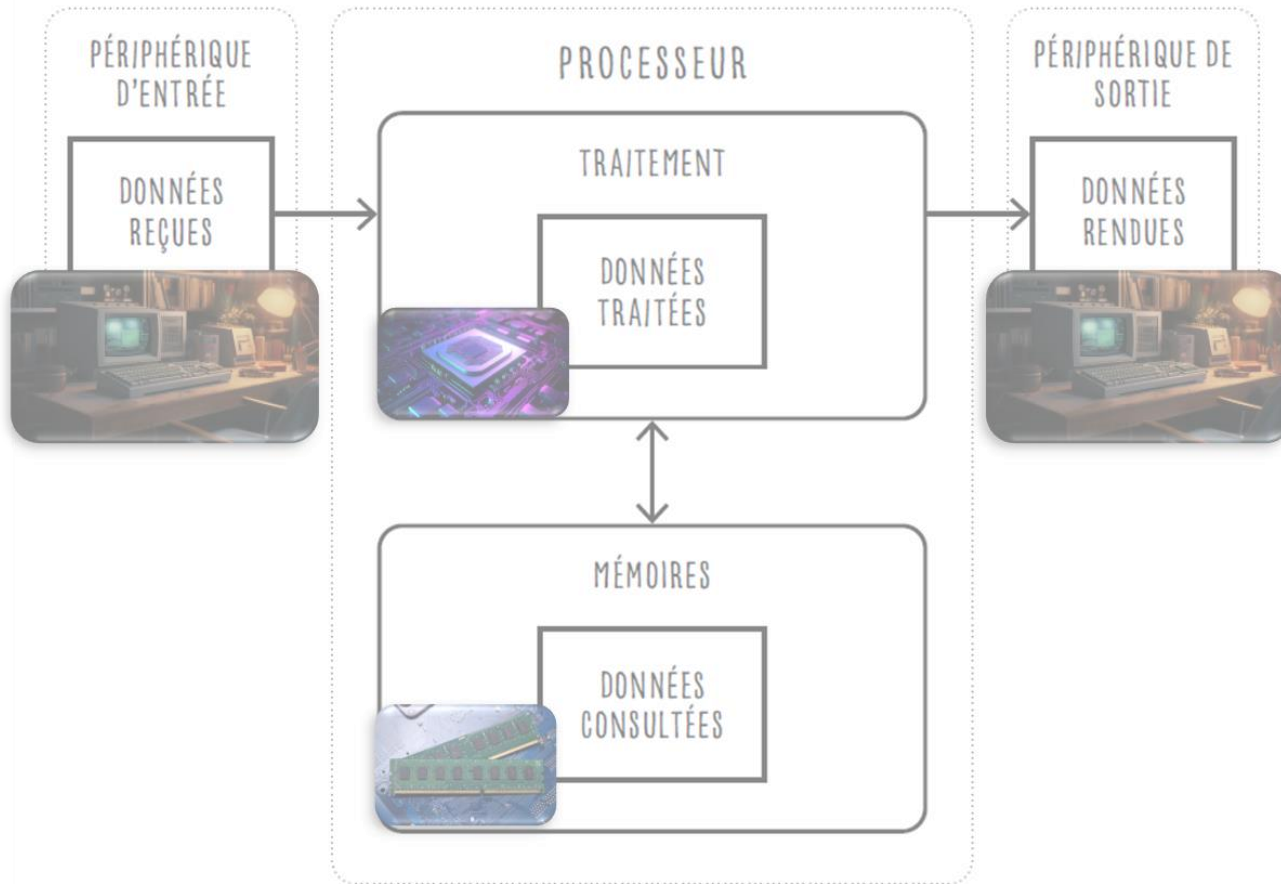 PÉRIPHÉRIQUE
D'ENTRÉE
DONNÉES
REÇUES
PROCESSEUR
TRAITEMENT
DONNÉES
TRAITÉES
MÉMOIRES
DONNÉES
CONSULTÉES
PÉRIPHÉRIQUE DE
SORTIE
DONNÉES
RENDUES